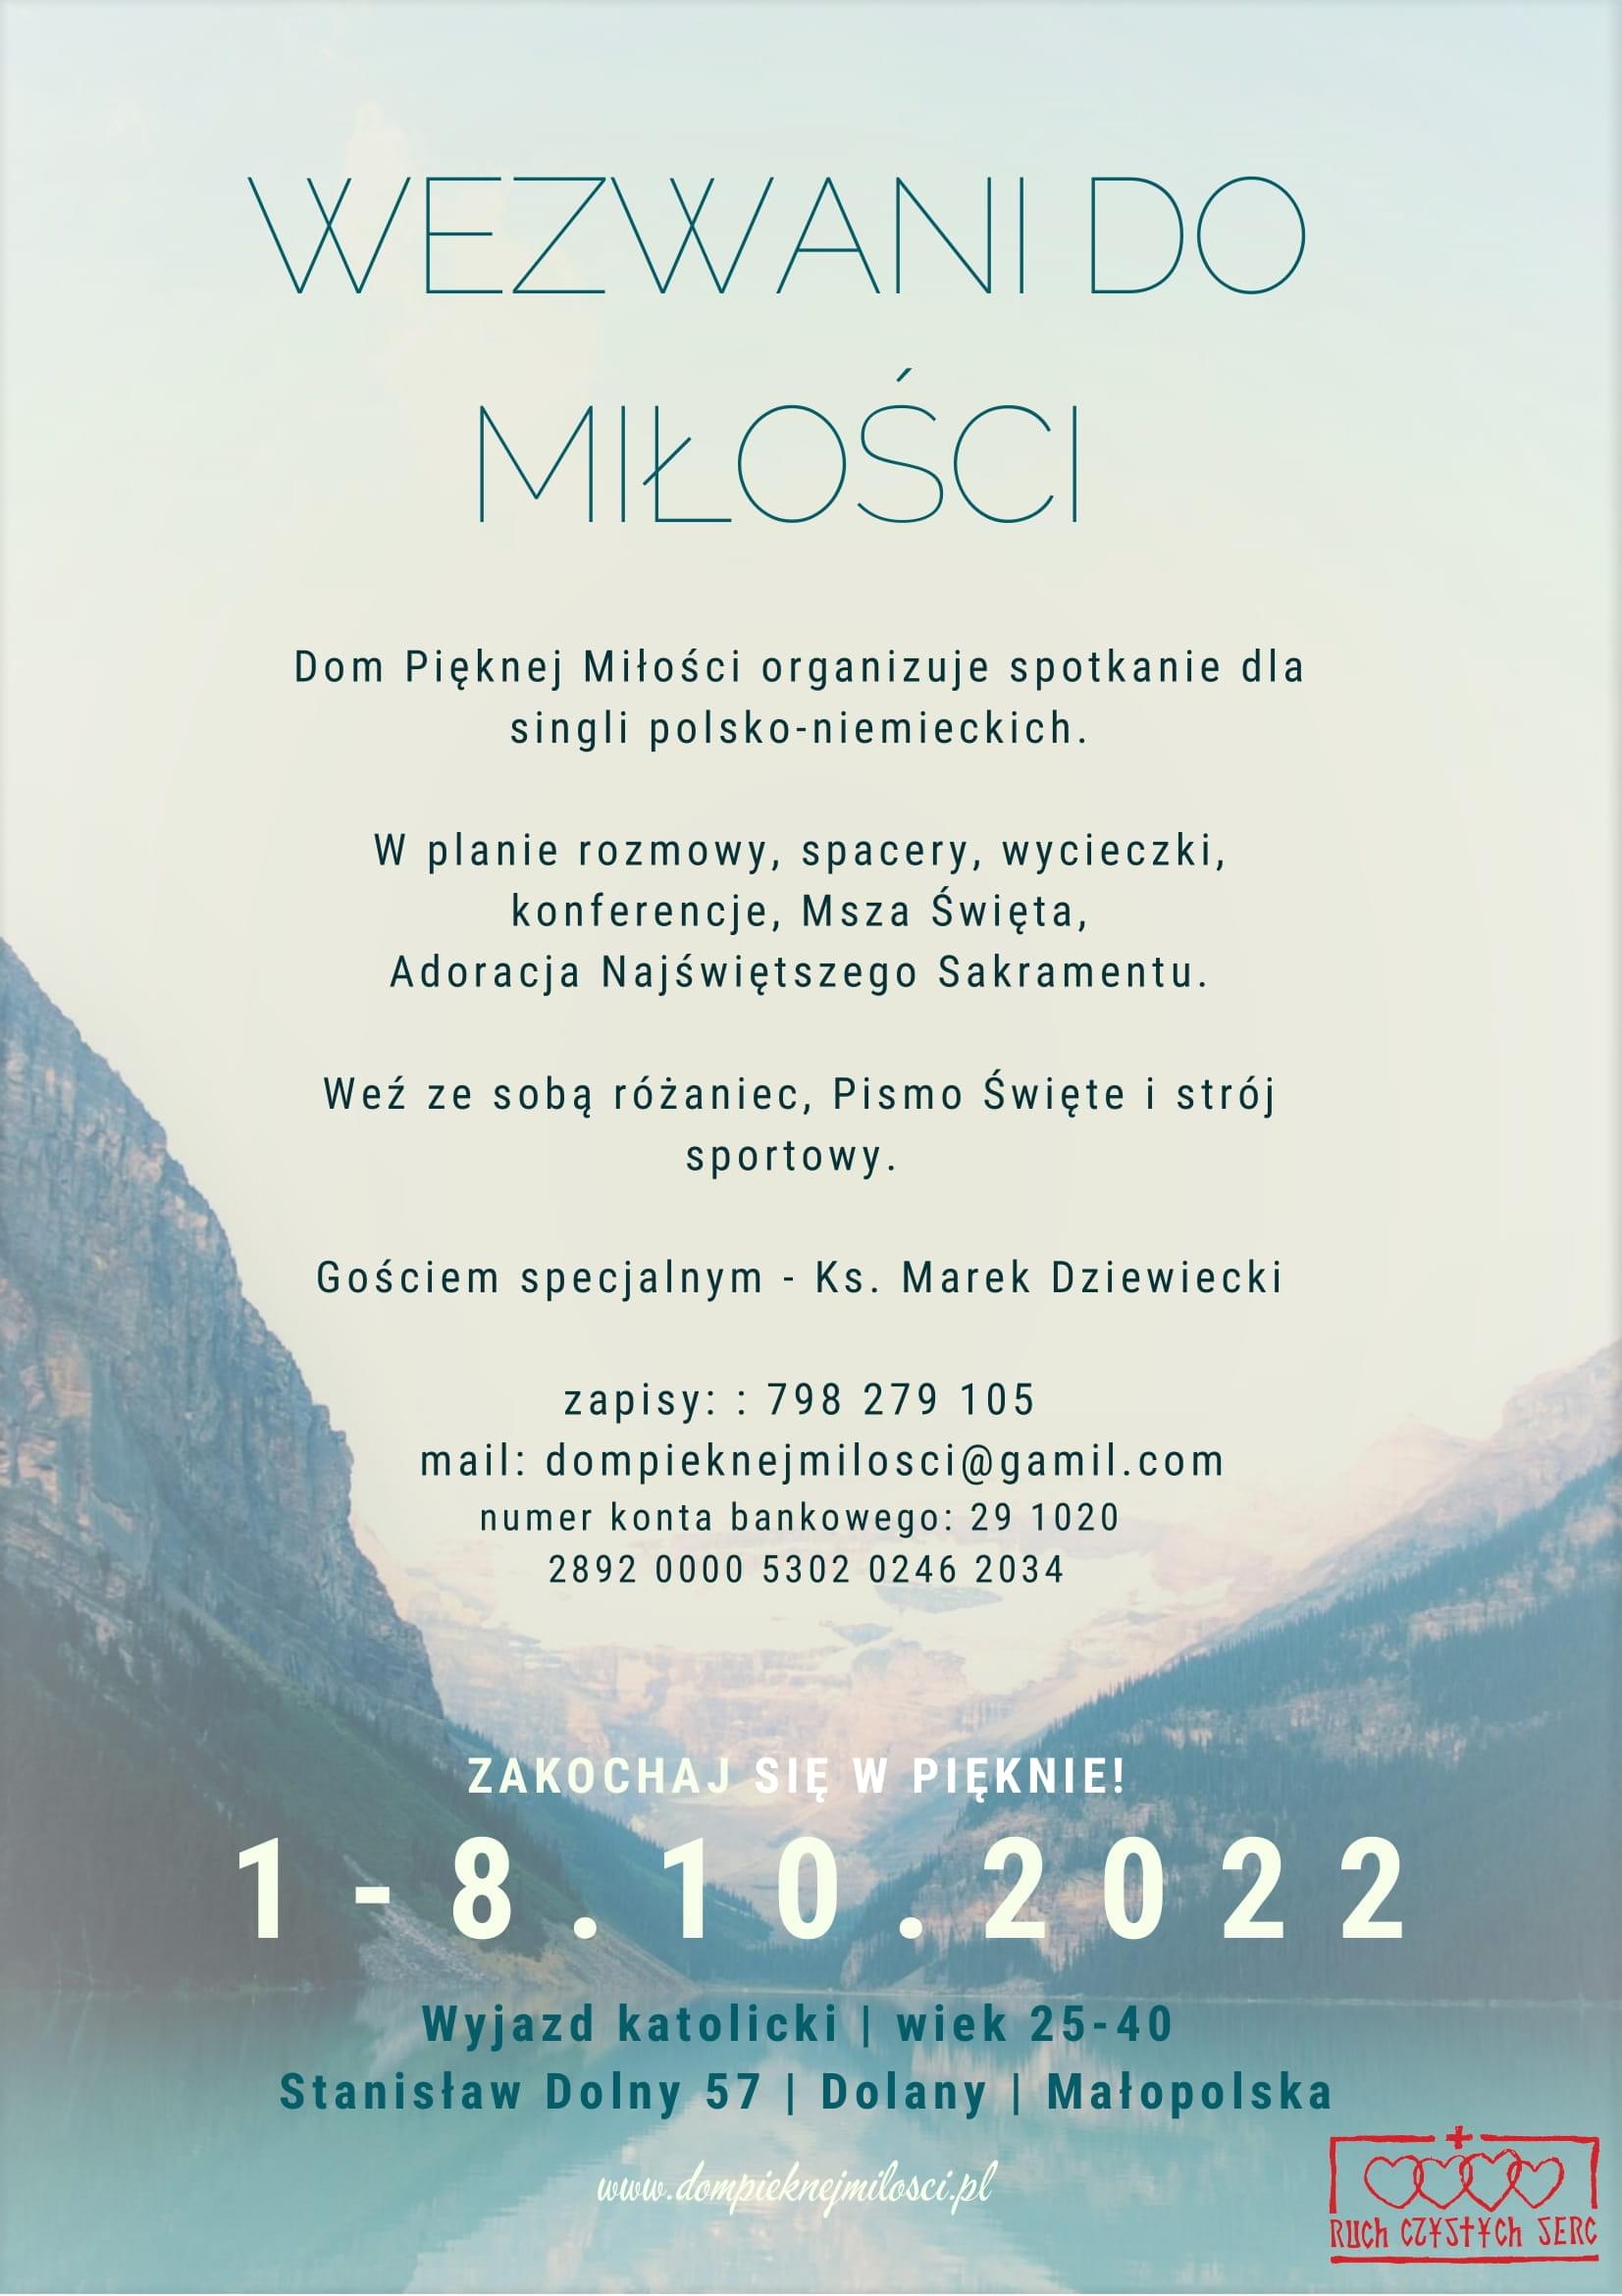 WEZWANI DO
MIŁOŚCI
Dom Pięknej Miłości organizuje spotkanie dla
singli polsko-niemieckich.
W planie rozmowy, spacery, wycieczki,
konferencje, Msza Święta,
Adoracja Najświętszego Sakramentu.
Weź ze sobą różaniec, Pismo Święte i strój
sportowy.
Gościem specjalnym - Ks. Marek Dziewiecki
zapisy: : 798 279 105
mail: dompieknejmilosci@gamil.com
numer konta bankowego: 29 1020
2892 0000 5302 0246 2034
ZAKOCHAJ SIĘ W PIĘKNIE!
1-8.10.2022
Wyjazd katolicki | wiek 25-40
Stanisław Dolny 57 | Dolany | Małopolska
www.dompieknejmilosci.pl
RUCH CZYSTYCH SERC